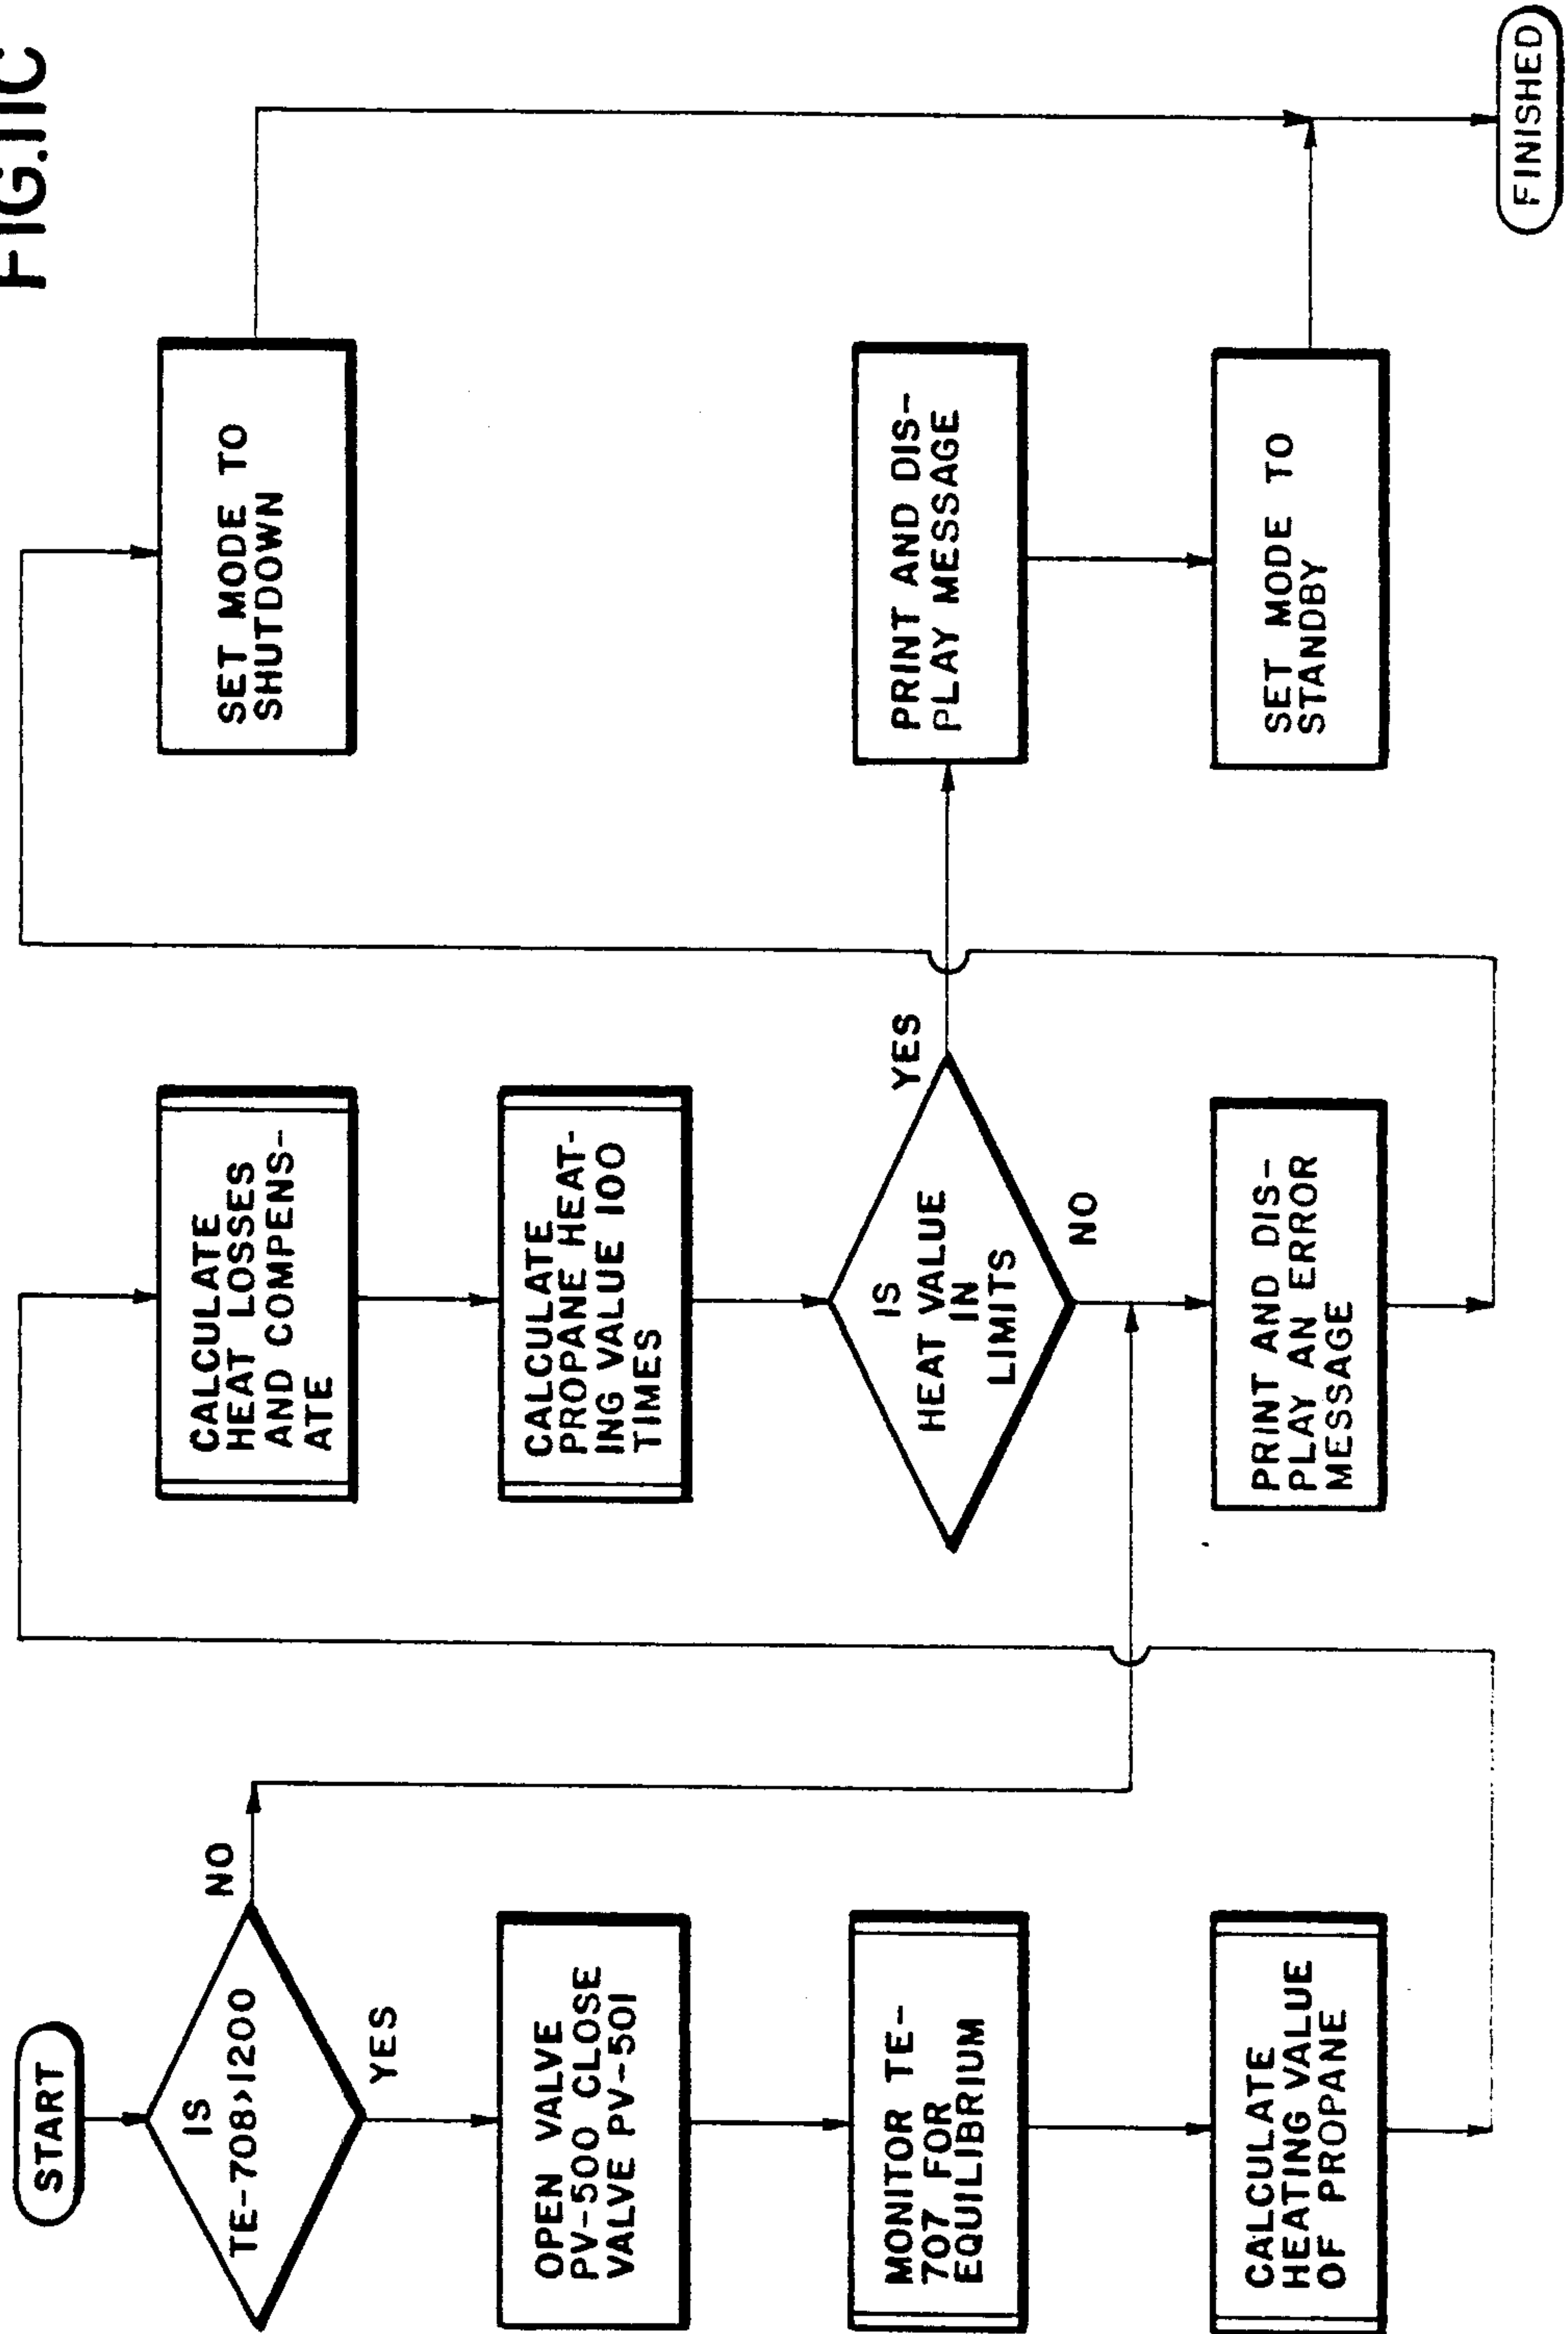 FIG.11C
START
IS
TE-708>1200
NO
YES
OPEN VALVE
PV-500 CLOSE
VALVE PV-501
MONITOR TE-
707 FOR
EQUILIBRIUM
CALCULATE
HEATING VALUE
OF PROPANE
CALCULATE
HEAT LOSSES
AND COMPENS-
ATE
CALCULATE
PROPANE HEAT-
ING VALUE 100
TIMES
IS
HEAT VALUE
IN
LIMITS
YES
NO
PRINT AND DIS-
PLAY AN ERROR
MESSAGE
SET MODE TO
SHUTDOWN
PRINT AND DIS-
PLAY MESSAGE
SET MODE TO
STANDBY
FINISHED